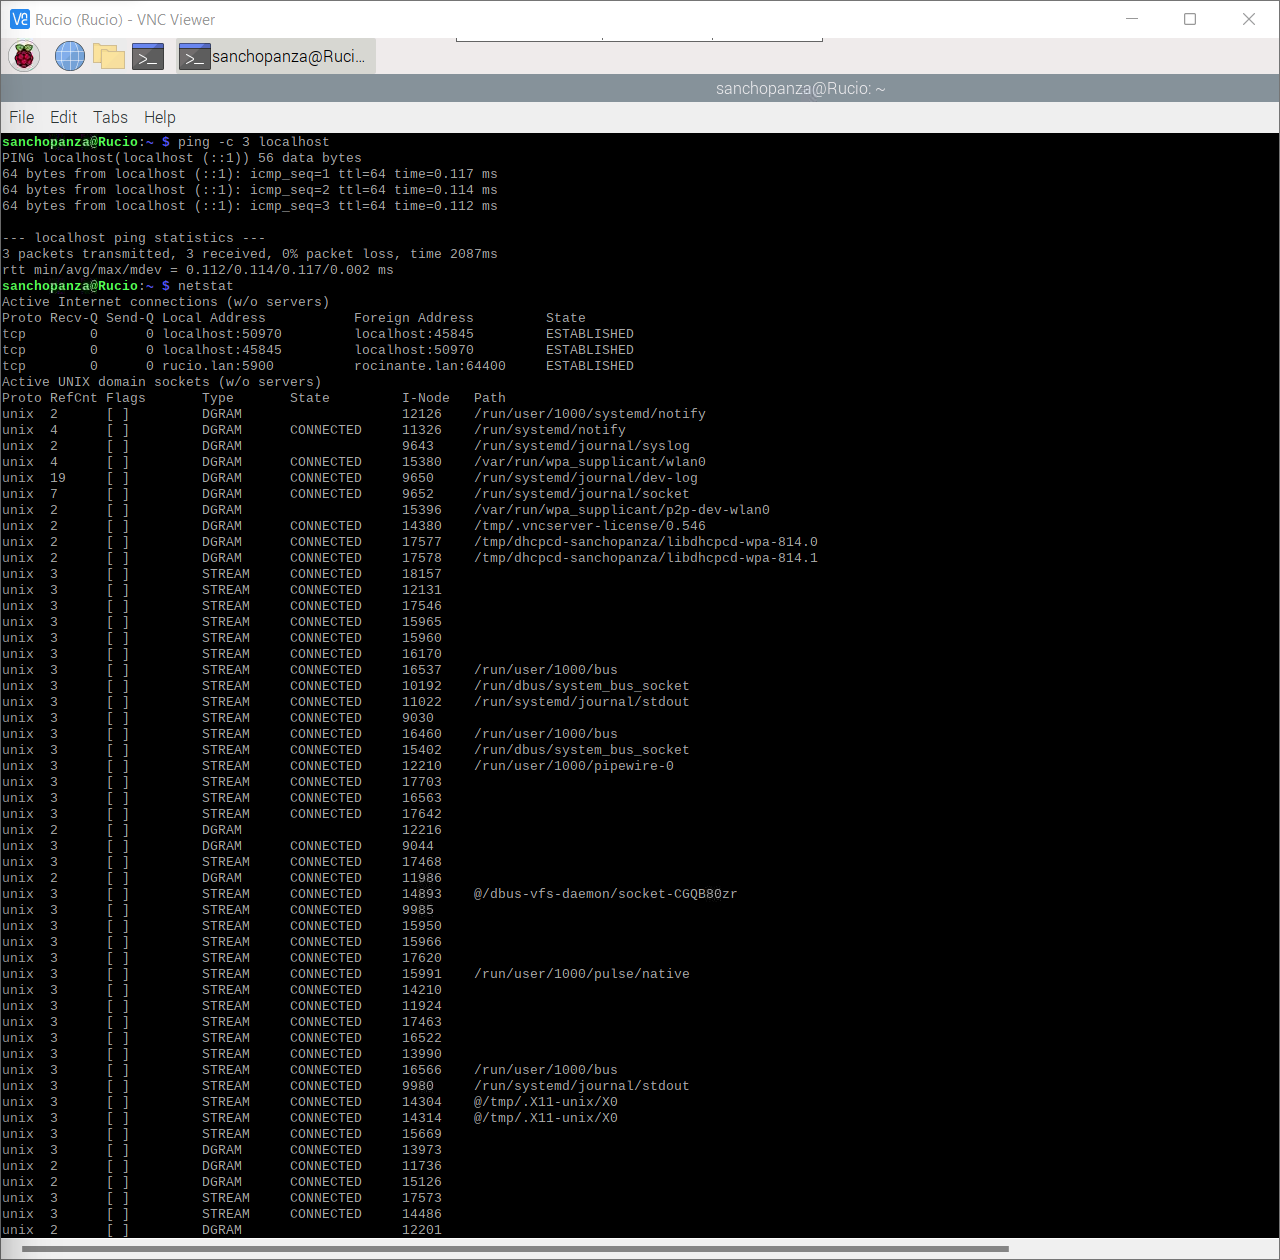 Rucio (Rucio) - VNC Viewer
sanchopanza@Ruci...
sanchopanza@Rucio: ~
File Edit Tabs Help
sanchopanza@Rucio:~ $ ping -c 3 localhost
PING localhost(localhost (::1)) 56 data bytes
64 bytes from localhost (::1): icmp_seq=1 ttl=64 time=0.117 ms
64 bytes from localhost (::1): icmp_seq=2 ttl=64 time=0.114 ms
64 bytes from localhost (::1): icmp_seq=3 ttl=64 time=0.112 ms
--- localhost ping statistics ---
3 packets transmitted, 3 received, 0% packet loss, time 2087ms
rtt min/avg/max/mdev = 0.112/0.114/0.117/0.002 ms
sanchopanza@Rucio:~ $ netstat
Active Internet connections (w/o servers)
Proto Recv-Q Send-Q Local Address           Foreign Address         State
tcp        0      0 localhost:50970         localhost:45845         ESTABLISHED
tcp        0      0 localhost:45845         localhost:50970         ESTABLISHED
tcp        0      0 rucio.lan:5900          rocinante.lan:64400     ESTABLISHED
Active UNIX domain sockets (w/o servers)
Proto RefCnt Flags       Type       State         I-Node   Path
unix  2      [ ]         DGRAM                    12126    /run/user/1000/systemd/notify
unix  4      [ ]         DGRAM      CONNECTED     11326    /run/systemd/notify
unix  2      [ ]         DGRAM                    9643     /run/systemd/journal/syslog
unix  4      [ ]         DGRAM      CONNECTED     15380    /var/run/wpa_supplicant/wlan0
unix  19     [ ]         DGRAM      CONNECTED     9650     /run/systemd/journal/dev-log
unix  7      [ ]         DGRAM      CONNECTED     9652     /run/systemd/journal/socket
unix  2      [ ]         DGRAM                    15396    /var/run/wpa_supplicant/p2p-dev-wlan0
unix  2      [ ]         DGRAM      CONNECTED     14380    /tmp/.vncserver-license/0.546
unix  2      [ ]         DGRAM      CONNECTED     17577    /tmp/dhcpcd-sanchopanza/libdhcpcd-wpa-814.0
unix  2      [ ]         DGRAM      CONNECTED     17578    /tmp/dhcpcd-sanchopanza/libdhcpcd-wpa-814.1
unix  3      [ ]         STREAM     CONNECTED     18157
unix  3      [ ]         STREAM     CONNECTED     12131
unix  3      [ ]         STREAM     CONNECTED     17546
unix  3      [ ]         STREAM     CONNECTED     15965
unix  3      [ ]         STREAM     CONNECTED     15960
unix  3      [ ]         STREAM     CONNECTED     16170
unix  3      [ ]         STREAM     CONNECTED     16537    /run/user/1000/bus
unix  3      [ ]         STREAM     CONNECTED     10192    /run/dbus/system_bus_socket
unix  3      [ ]         STREAM     CONNECTED     11022    /run/systemd/journal/stdout
unix  3      [ ]         STREAM     CONNECTED     9030
unix  3      [ ]         STREAM     CONNECTED     16460    /run/user/1000/bus
unix  3      [ ]         STREAM     CONNECTED     15402    /run/dbus/system_bus_socket
unix  3      [ ]         STREAM     CONNECTED     12210    /run/user/1000/pipewire-0
unix  3      [ ]         STREAM     CONNECTED     17703
unix  3      [ ]         STREAM     CONNECTED     16563
unix  3      [ ]         STREAM     CONNECTED     17642
unix  2      [ ]         DGRAM                    12216
unix  3      [ ]         DGRAM      CONNECTED     9044
unix  3      [ ]         STREAM     CONNECTED     17468
unix  2      [ ]         DGRAM      CONNECTED     11986
unix  3      [ ]         STREAM     CONNECTED     14893    @/dbus-vfs-daemon/socket-CGQB80zr
unix  3      [ ]         STREAM     CONNECTED     9985
unix  3      [ ]         STREAM     CONNECTED     15950
unix  3      [ ]         STREAM     CONNECTED     15966
unix  3      [ ]         STREAM     CONNECTED     17620
unix  3      [ ]         STREAM     CONNECTED     15991    /run/user/1000/pulse/native
unix  3      [ ]         STREAM     CONNECTED     14210
unix  3      [ ]         STREAM     CONNECTED     11924
unix  3      [ ]         STREAM     CONNECTED     17463
unix  3      [ ]         STREAM     CONNECTED     16522
unix  3      [ ]         STREAM     CONNECTED     13990
unix  3      [ ]         STREAM     CONNECTED     16566    /run/user/1000/bus
unix  3      [ ]         STREAM     CONNECTED     9980     /run/systemd/journal/stdout
unix  3      [ ]         STREAM     CONNECTED     14304    @/tmp/.X11-unix/X0
unix  3      [ ]         STREAM     CONNECTED     14314    @/tmp/.X11-unix/X0
unix  3      [ ]         STREAM     CONNECTED     15669
unix  3      [ ]         DGRAM      CONNECTED     13973
unix  2      [ ]         DGRAM      CONNECTED     11736
unix  2      [ ]         DGRAM      CONNECTED     15126
unix  3      [ ]         STREAM     CONNECTED     17573
unix  3      [ ]         STREAM     CONNECTED     14486
unix  2      [ ]         DGRAM                    12201